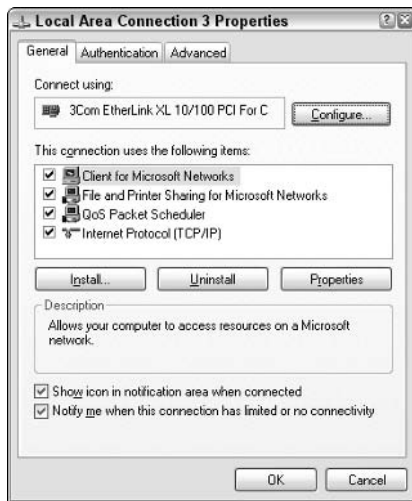 Local Area Connection 3 Properties
General Authentication Advanced
Connect using:
3Com EtherLink XL 10/100 PCI For C
Configure...
This connection uses the following items:
Client for Microsoft Networks
File and Printer Sharing for Microsoft Networks
QoS Packet Scheduler
Internet Protocol (TCP/IP)
Install... Uninstall Properties
Description
Allows your computer to access resources on a Microsoft
network.
Show icon in notification area when connected
Notify me when this connection has limited or no connectivity
OK Cancel